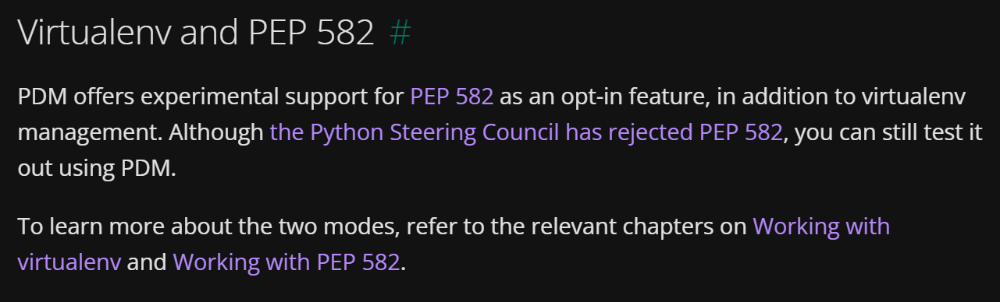 Virtualenv and PEP 582 #
PDM offers experimental support for PEP 582 as an opt-in feature, in addition to virtualenv
management. Although the Python Steering Council has rejected PEP 582, you can still test it
out using PDM.
To learn more about the two modes, refer to the relevant chapters on Working with
virtualenv and Working with PEP 582.